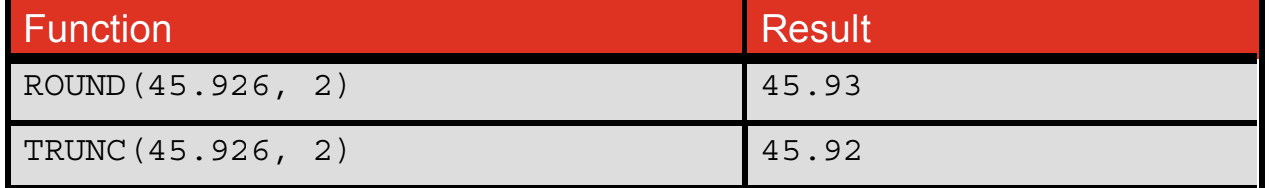 Function Result
ROUND(45.926, 2) 45.93
TRUNC(45.926, 2) 45.92